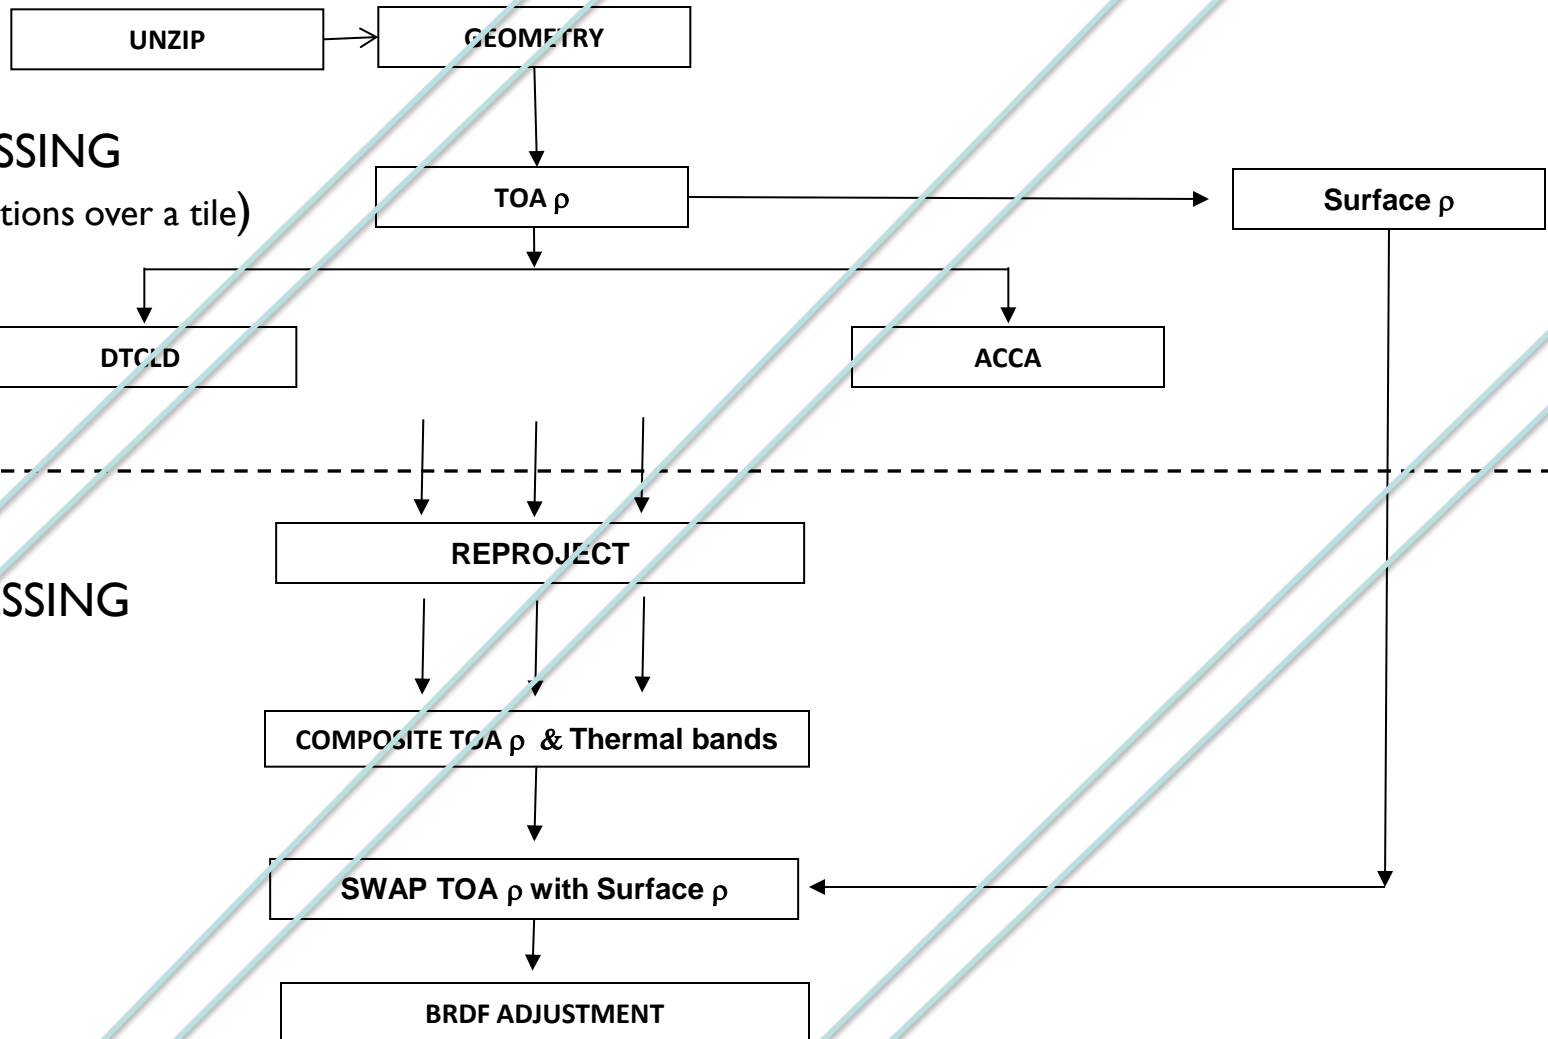 UNZIP
GEOMETRY
SSING
TOA ρ
Surface ρ
tions over a tile)
DTCLD
ACCA
REPROJECT
SSING
COMPOSITE TOA ρ & Thermal bands
SWAP TOA ρ with Surface ρ
BRDF ADJUSTMENT